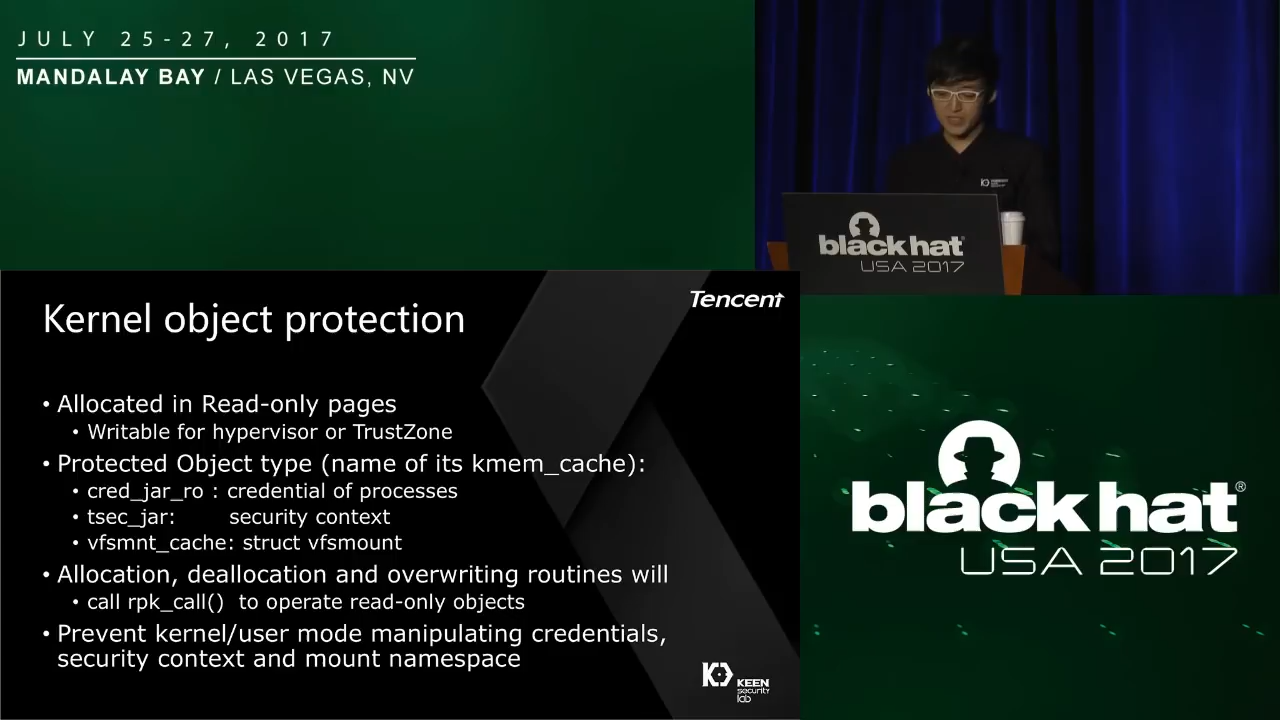 JULY 25-27, 2017
MANDALAY BAY / LAS VEGAS, NV
black hat
USA 2017
Tencent
Kernel object protection
• Allocated in Read-only pages
• Writable for hypervisor or TrustZone
• Protected Object type (name of its kmem_cache):
• cred_jar_ro : credential of processes
• tsec_jar: security context
• vfsmnt_cache: struct vfsmount
• Allocation, deallocation and overwriting routines will
• call rpk_call() to operate read-only objects
• Prevent kernel/user mode manipulating credentials,
security context and mount namespace
KEEN
security
lab
black hat®
USA 2017